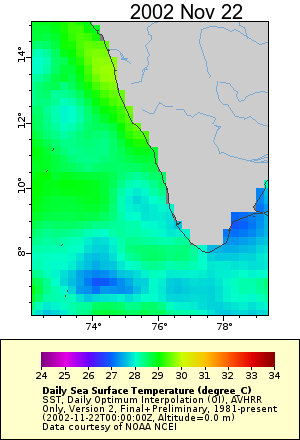 2002 Nov 22
14°
12°
10°
8°
74°
76°
78°
24 25 26 27 28 29 30 31 32 33 34
Daily Sea Surface Temperature (degree_C)
SST, Daily Optimum Interpolation (OI), AVHRR
Only, Version 2, Final+Preliminary, 1981-present
(2002-11-22T00:00:00Z, Altitude=0.0 m)
Data courtesy of NOAA NCEI